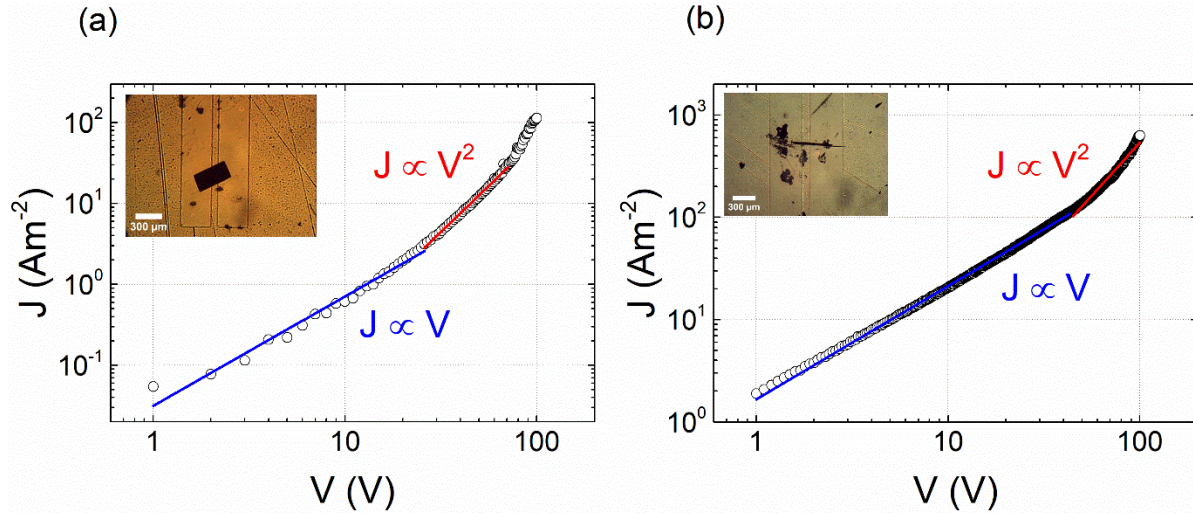 (a)
(b)
J (Am⁻²)
10²
10¹
10⁰
10⁻¹
300 µm
J ∝ V²
J ∝ V
1
10
100
V (V)
J (Am⁻²)
10³
10²
10¹
10⁰
300 µm
J ∝ V²
J ∝ V
1
10
100
V (V)